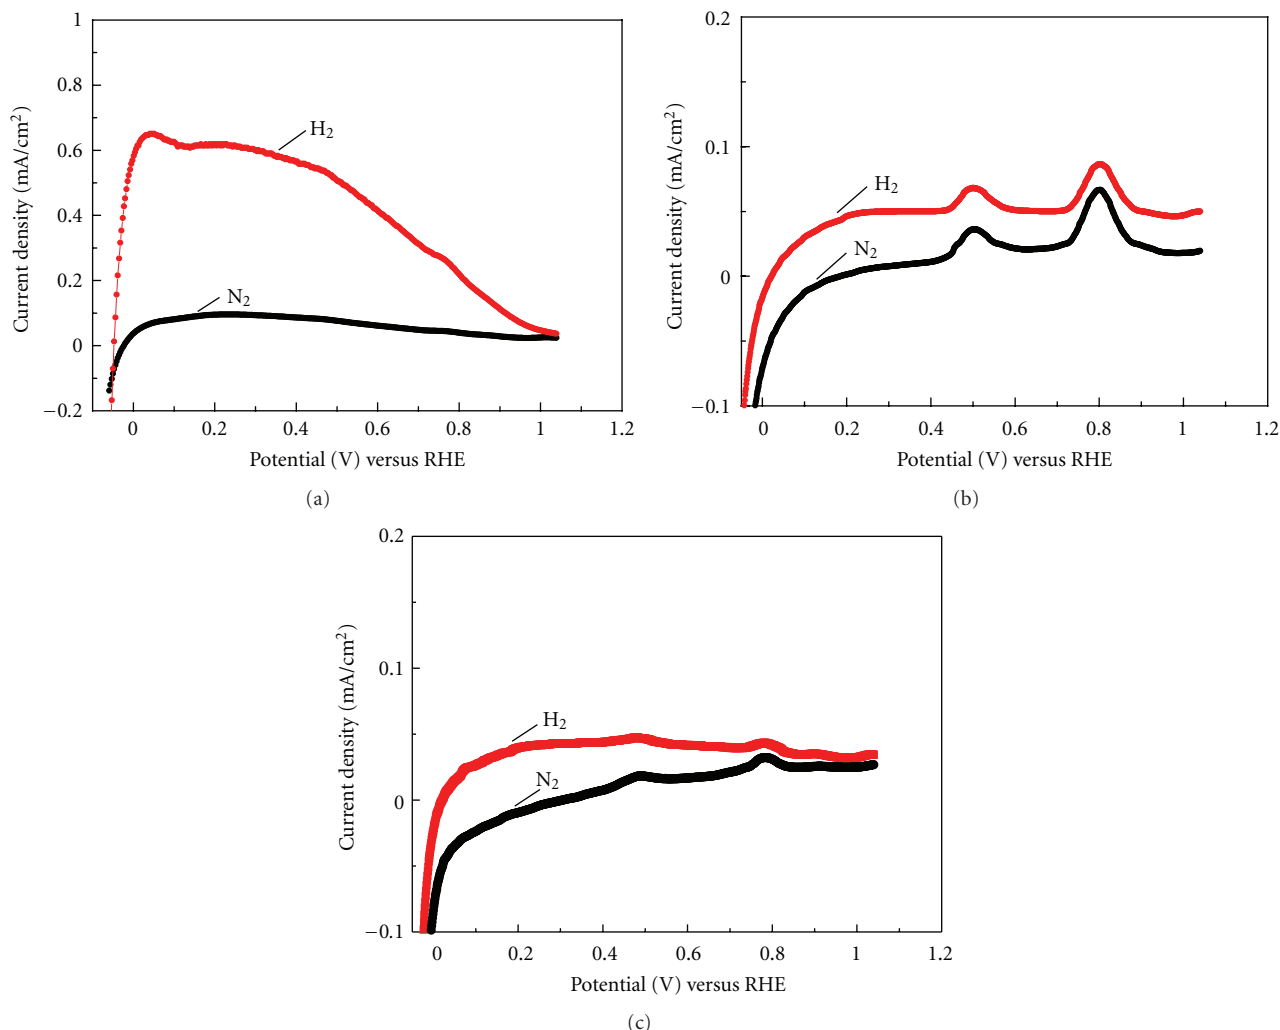 1
0.8
0.6
0.4
0.2
0
−0.2
Current density (mA/cm²)
H₂
N₂
0 0.2 0.4 0.6 0.8 1 1.2
Potential (V) versus RHE
(a)
0.2
0.1
0
−0.1
Current density (mA/cm²)
H₂
N₂
0 0.2 0.4 0.6 0.8 1 1.2
Potential (V) versus RHE
(b)
0.2
0.1
0
−0.1
Current density (mA/cm²)
H₂
N₂
0 0.2 0.4 0.6 0.8 1 1.2
Potential (V) versus RHE
(c)